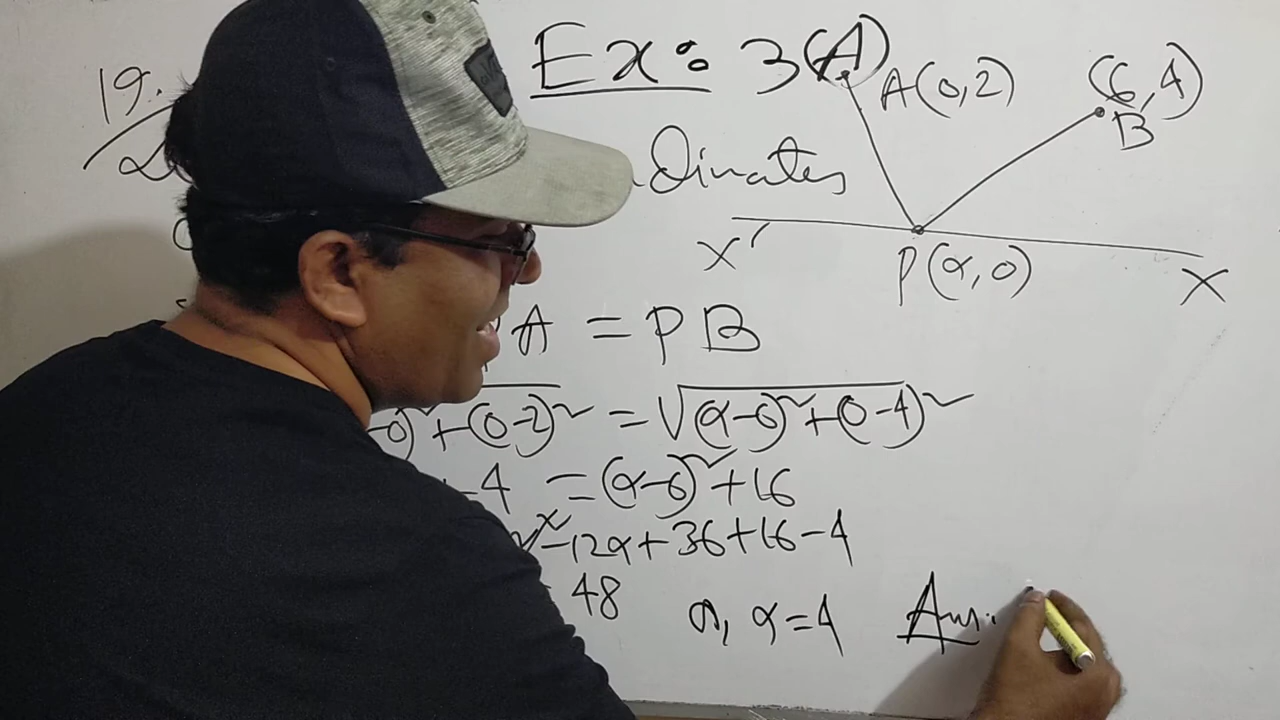 19.
Ex: 3(A)
A(0,2)
(6,4)
B
dinates
X'
P(α,0)
X
A = PB
-0)²+(0-2)² = √(α-6)²+(0-4)²
4 = (α-6)²+16
-12α+36+16-4
48
or, α=4
Ans: